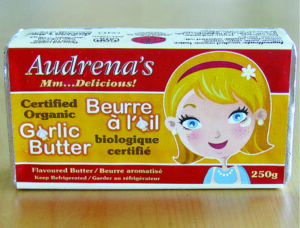 Audrena's
Mm...Delicious!
Certified
Organic
Garlic
Butter
Beurre
à l'ail
biologique
certifié
Flavoured Butter / Beurre aromatisé
Keep Refrigerated / Garder au réfrigérateur
250g